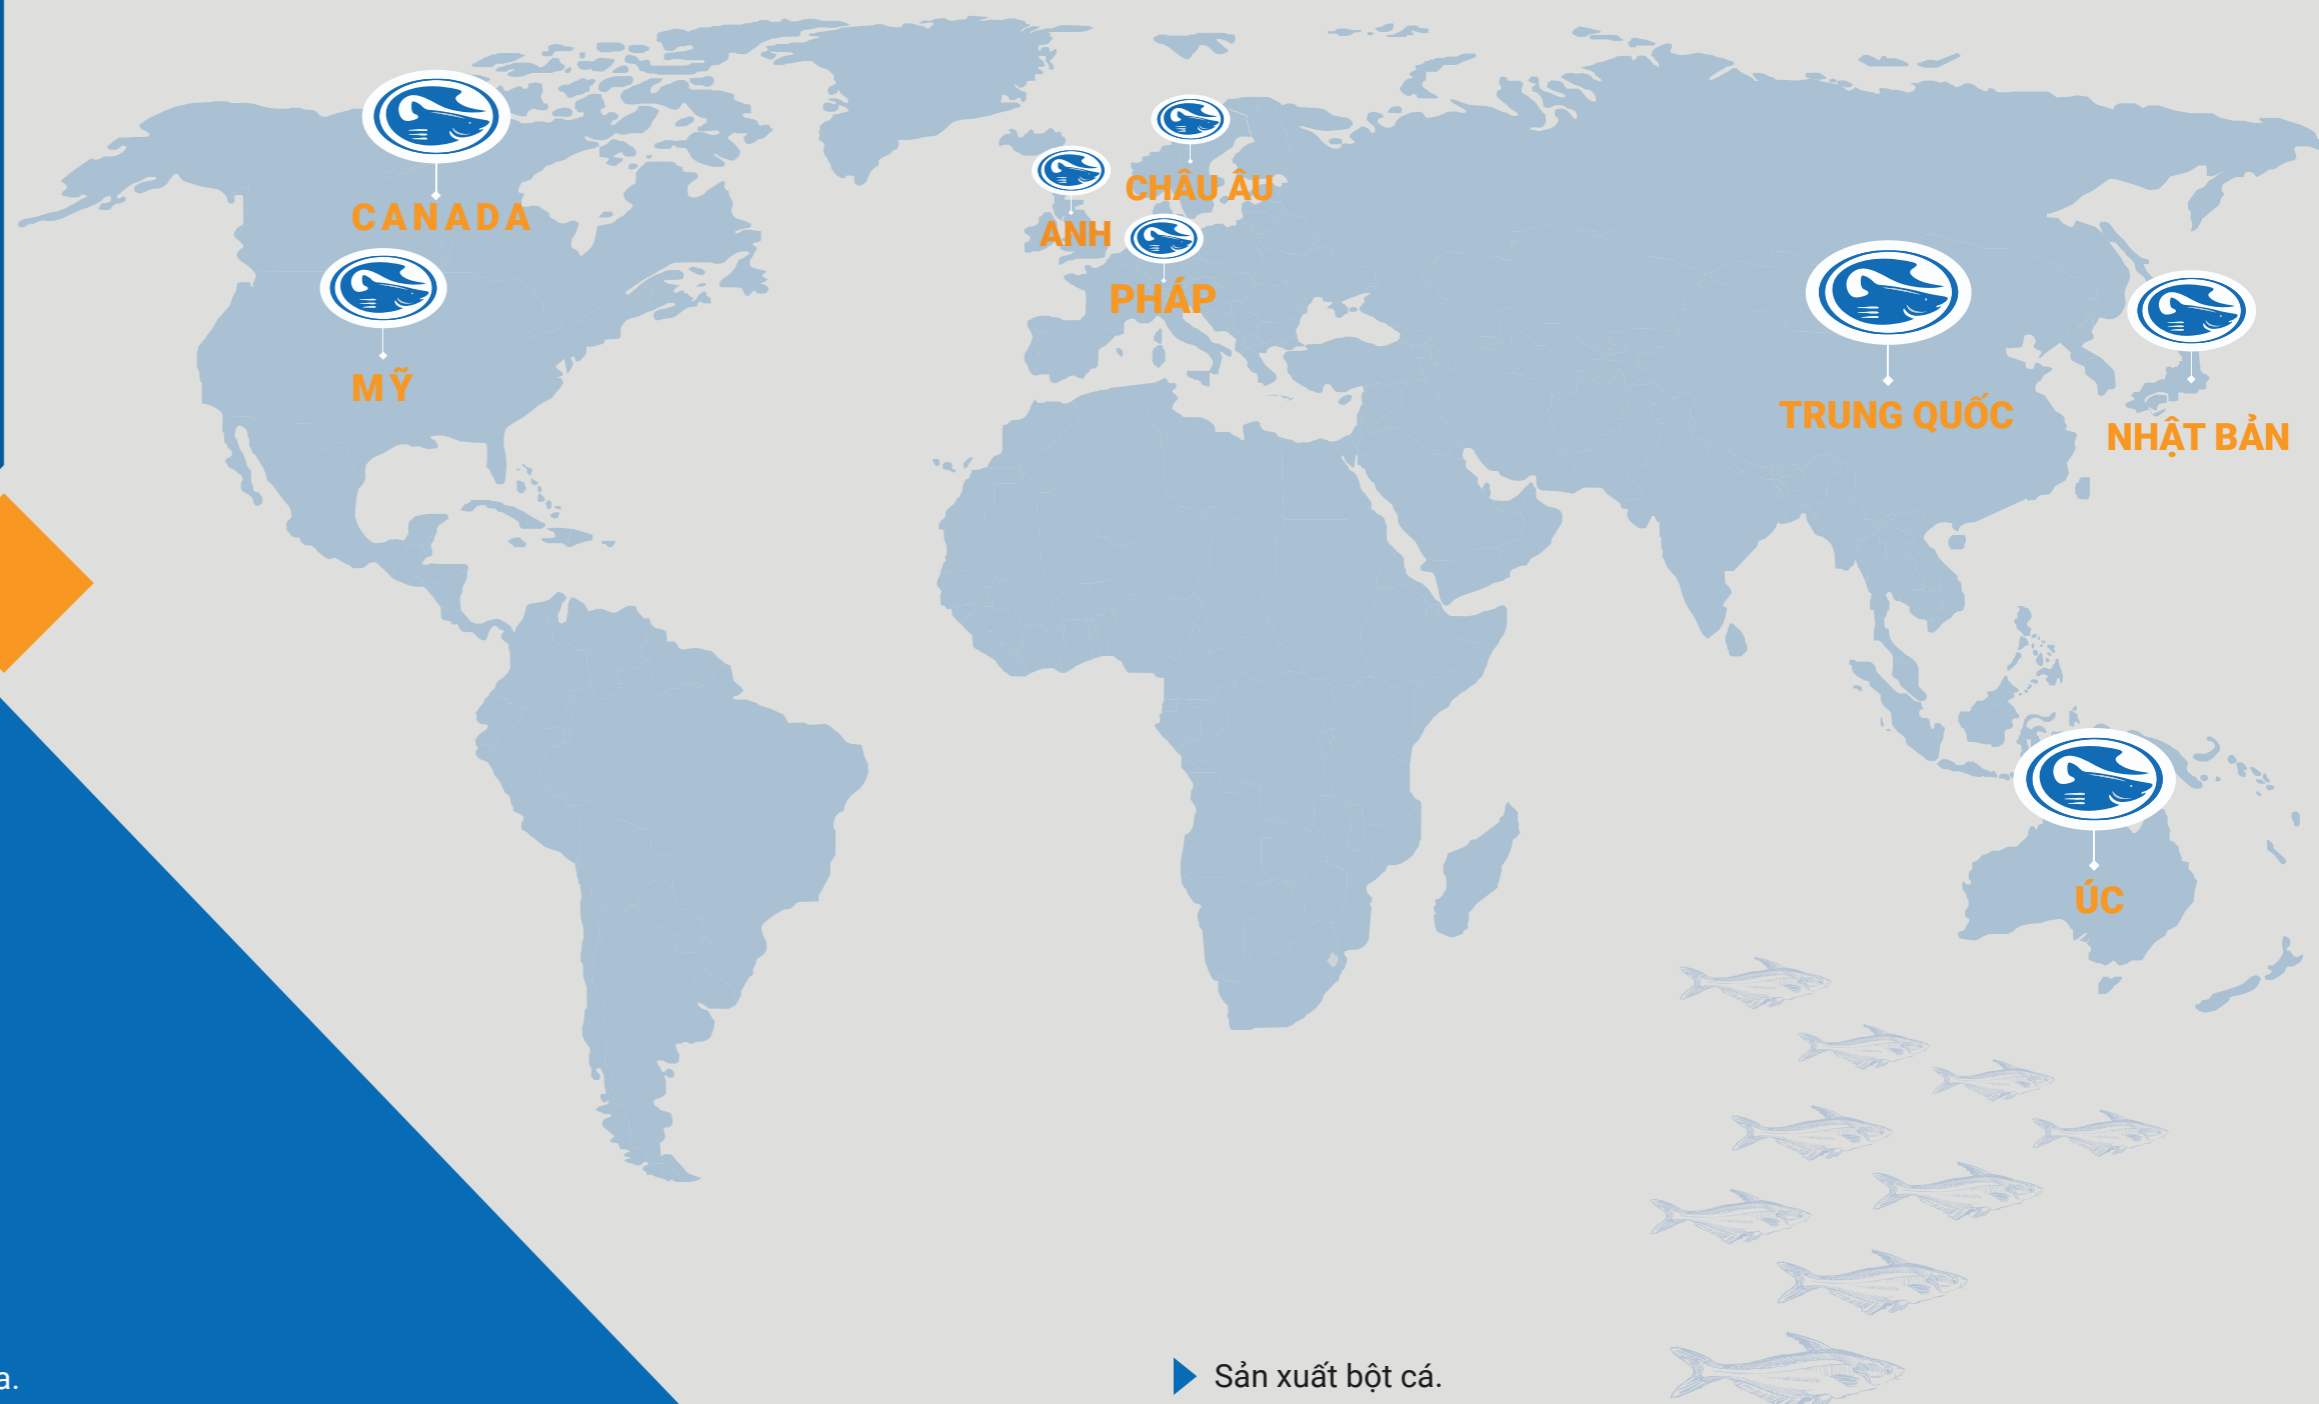 CANADA
CHÂU ÂU
ANH
PHÁP
MỸ
TRUNG QUỐC
NHẬT BẢN
ÚC
a.
Sản xuất bột cá.